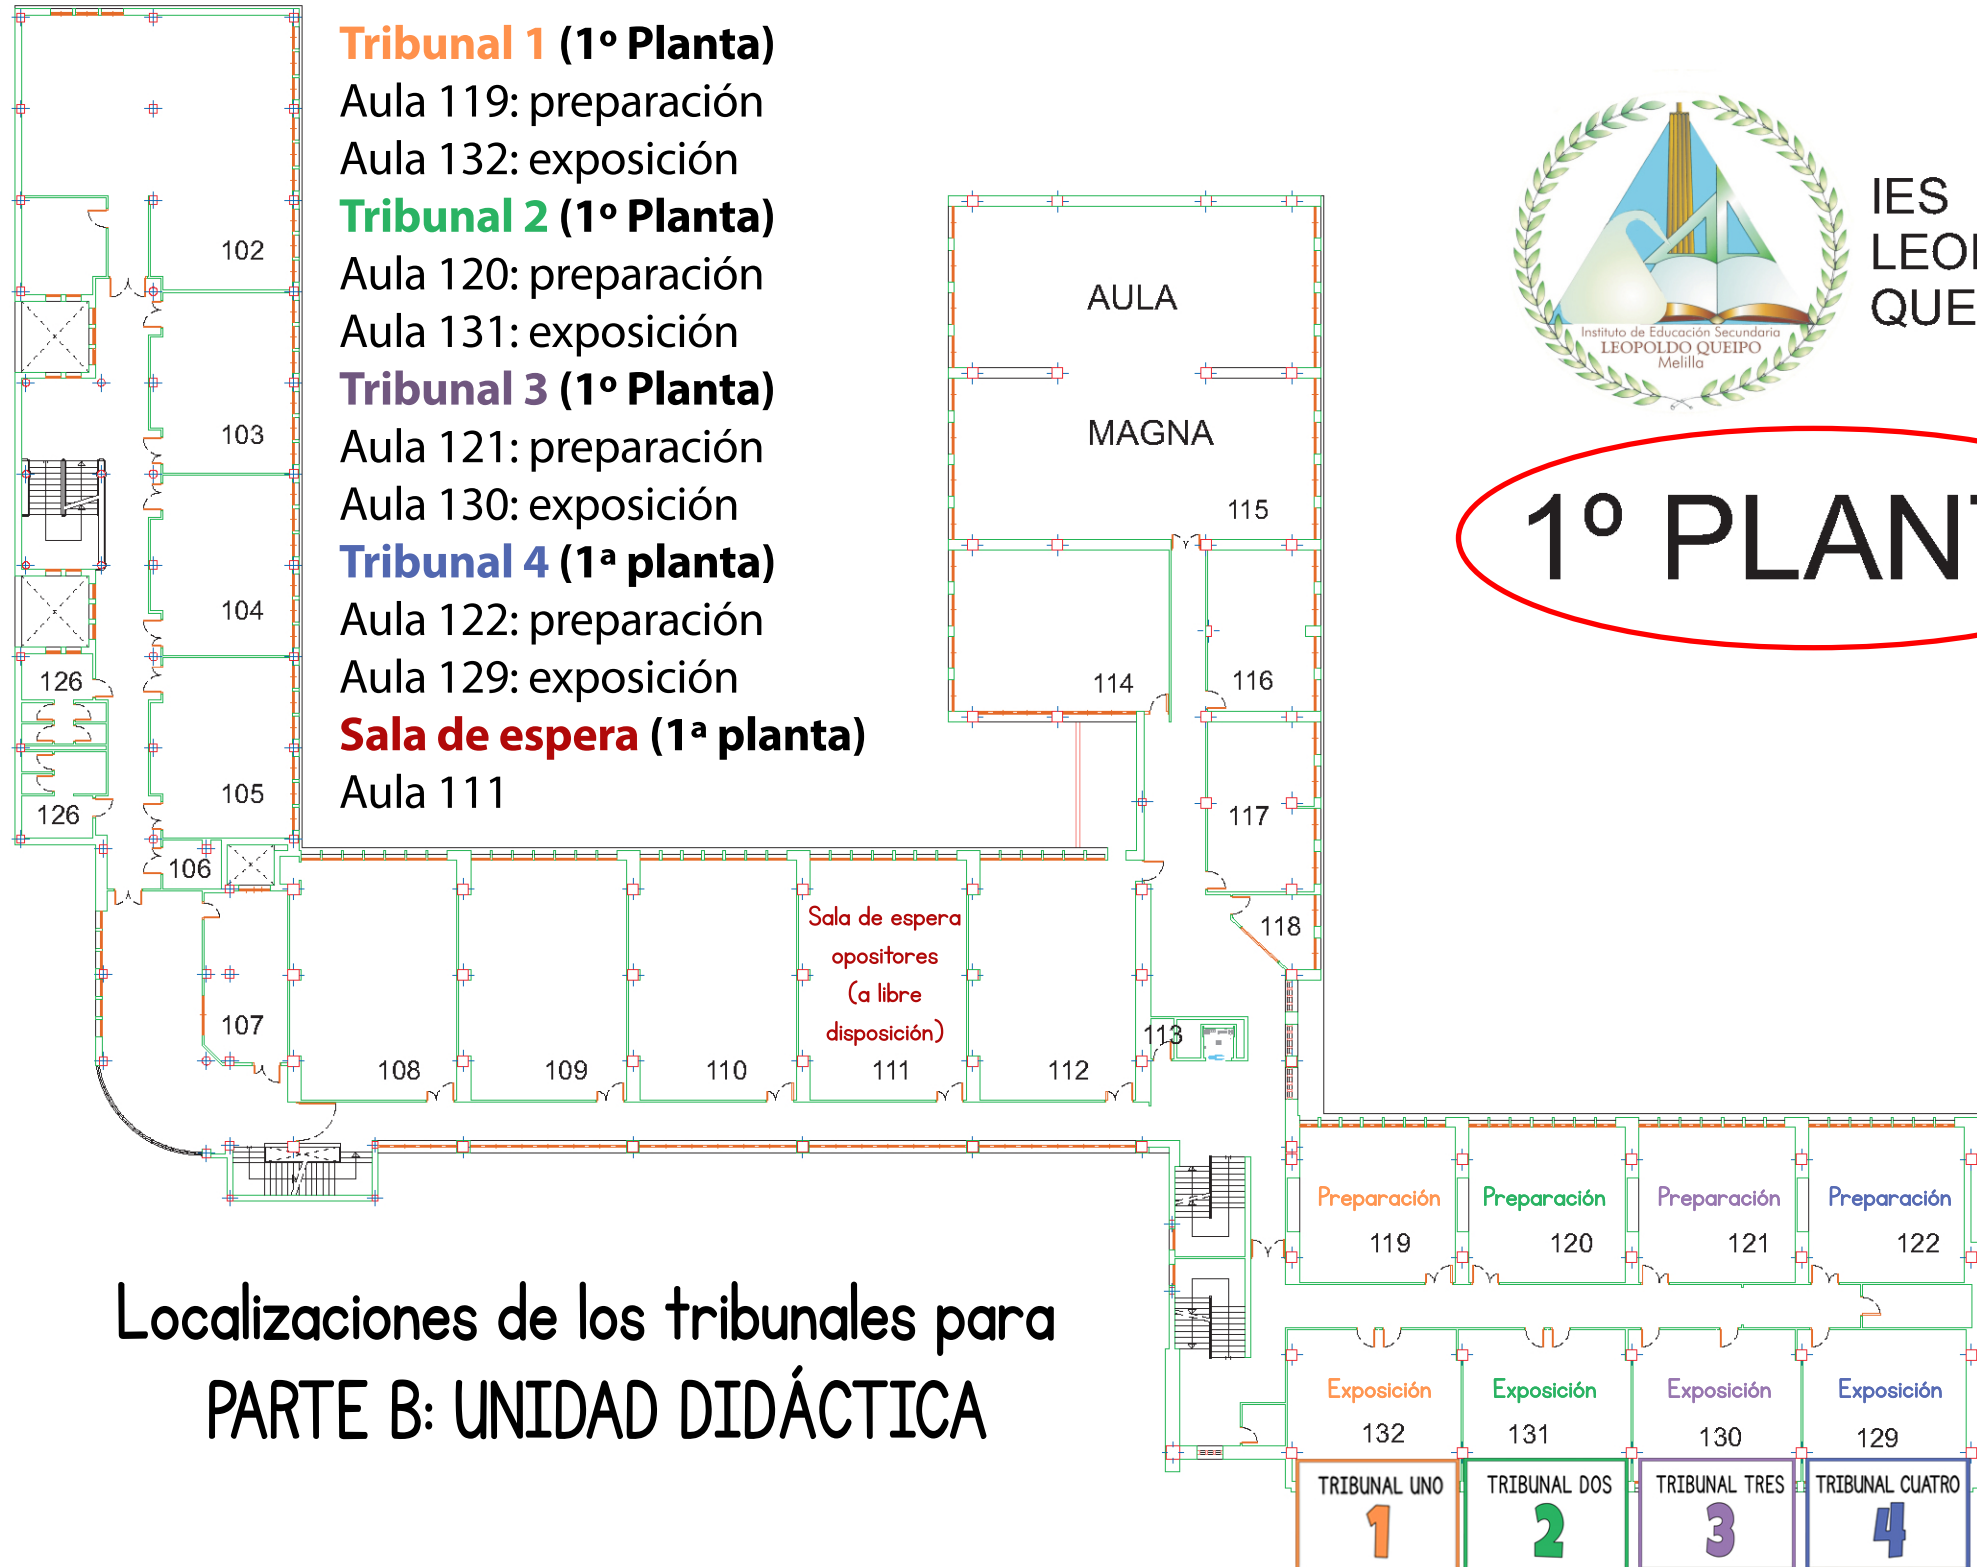 Tribunal 1 (1º Planta)
Aula 119: preparación
Aula 132: exposición
Tribunal 2 (1º Planta)
Aula 120: preparación
Aula 131: exposición
Tribunal 3 (1º Planta)
Aula 121: preparación
Aula 130: exposición
Tribunal 4 (1ª planta)
Aula 122: preparación
Aula 129: exposición
Sala de espera (1ª planta)
Aula 111
Instituto de Educación Secundaria
LEOPOLDO QUEIPO
Melilla
IES
LEO
QUE
1º PLAN
102
103
104
105
126
126
106
107
AULA
MAGNA
115
114
116
117
118
113
Sala de espera
opositores
(a libre
disposición)
108
109
110
111
112
Preparación
119
Preparación
120
Preparación
121
Preparación
122
Exposición
132
Exposición
131
Exposición
130
Exposición
129
TRIBUNAL UNO
1
TRIBUNAL DOS
2
TRIBUNAL TRES
3
TRIBUNAL CUATRO
4
Localizaciones de los tribunales para
PARTE B: UNIDAD DIDÁCTICA